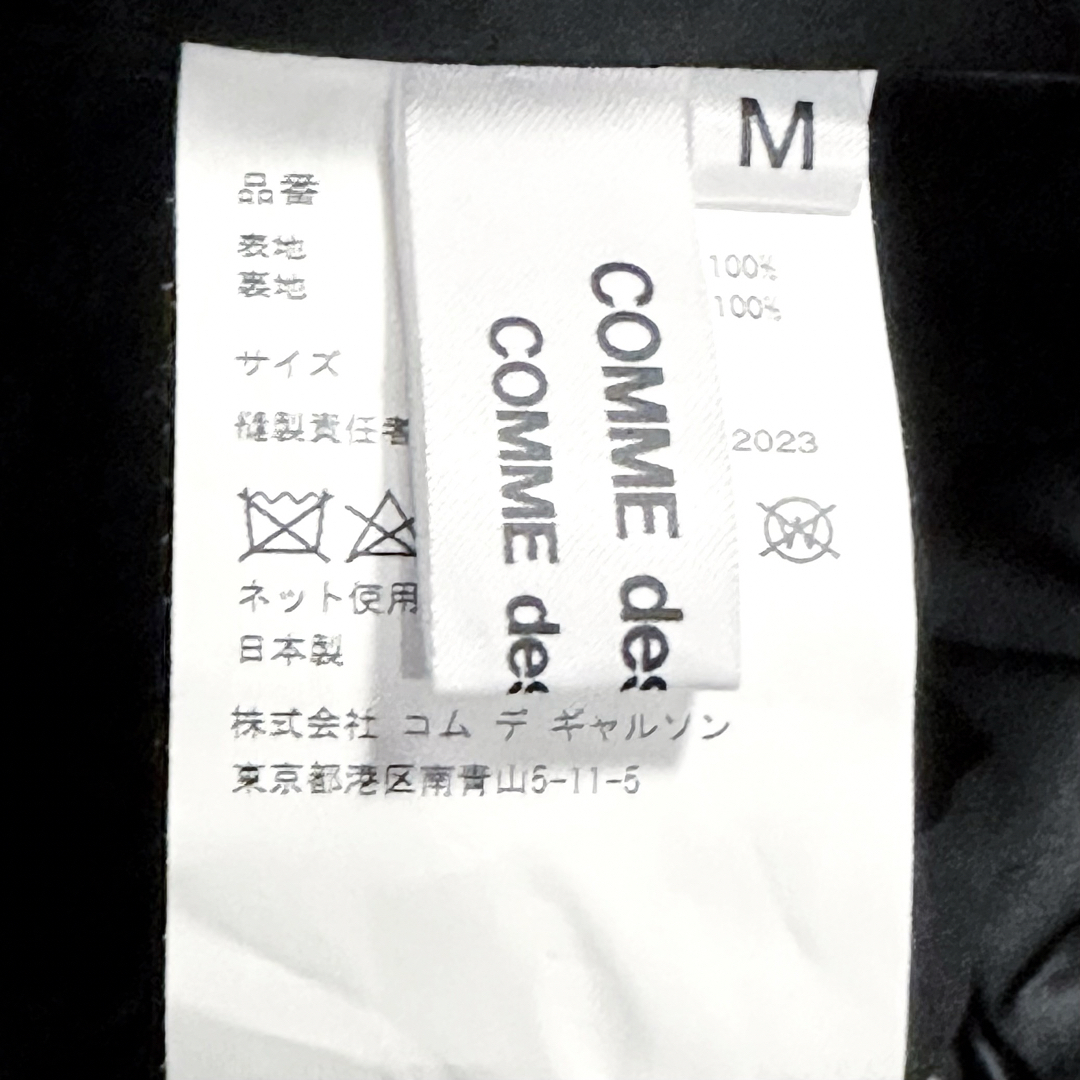 M
品番
表地 100%
裏地 100%
サイズ
縫製責任者 2023
W
ネット使用
日本製
株式会社 コム デ ギャルソン
東京都港区南青山5-11-5
COMME des
COMME des